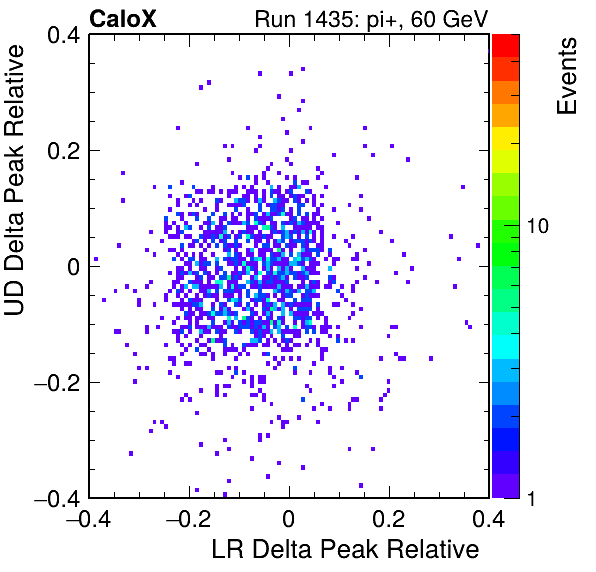 CaloX Run 1435: pi+, 60 GeV
UD Delta Peak Relative
0.4
0.2
0
−0.2
−0.4
−0.4 −0.2 0 0.2 0.4
LR Delta Peak Relative
Events
10
1